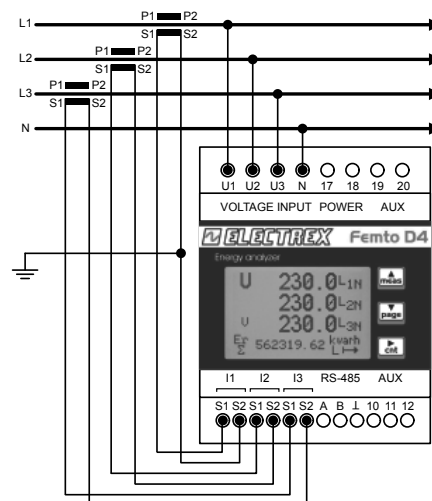 P1 P2
L1
S1 S2
P1 P2
L2
S1 S2
P1 P2
L3
S1 S2
N
U1 U2 U3 N 17 18 19 20
VOLTAGE INPUT POWER AUX
ELECTREX Femto D4
Energy analyzer
U 230.0 L1N
meas
230.0 L2N
page
U 230.0 L3N
Er Σ 562319.62 kvarh L
cnt
I1 I2 I3 RS-485 AUX
S1 S2 S1 S2 S1 S2 A B ⊥ 10 11 12